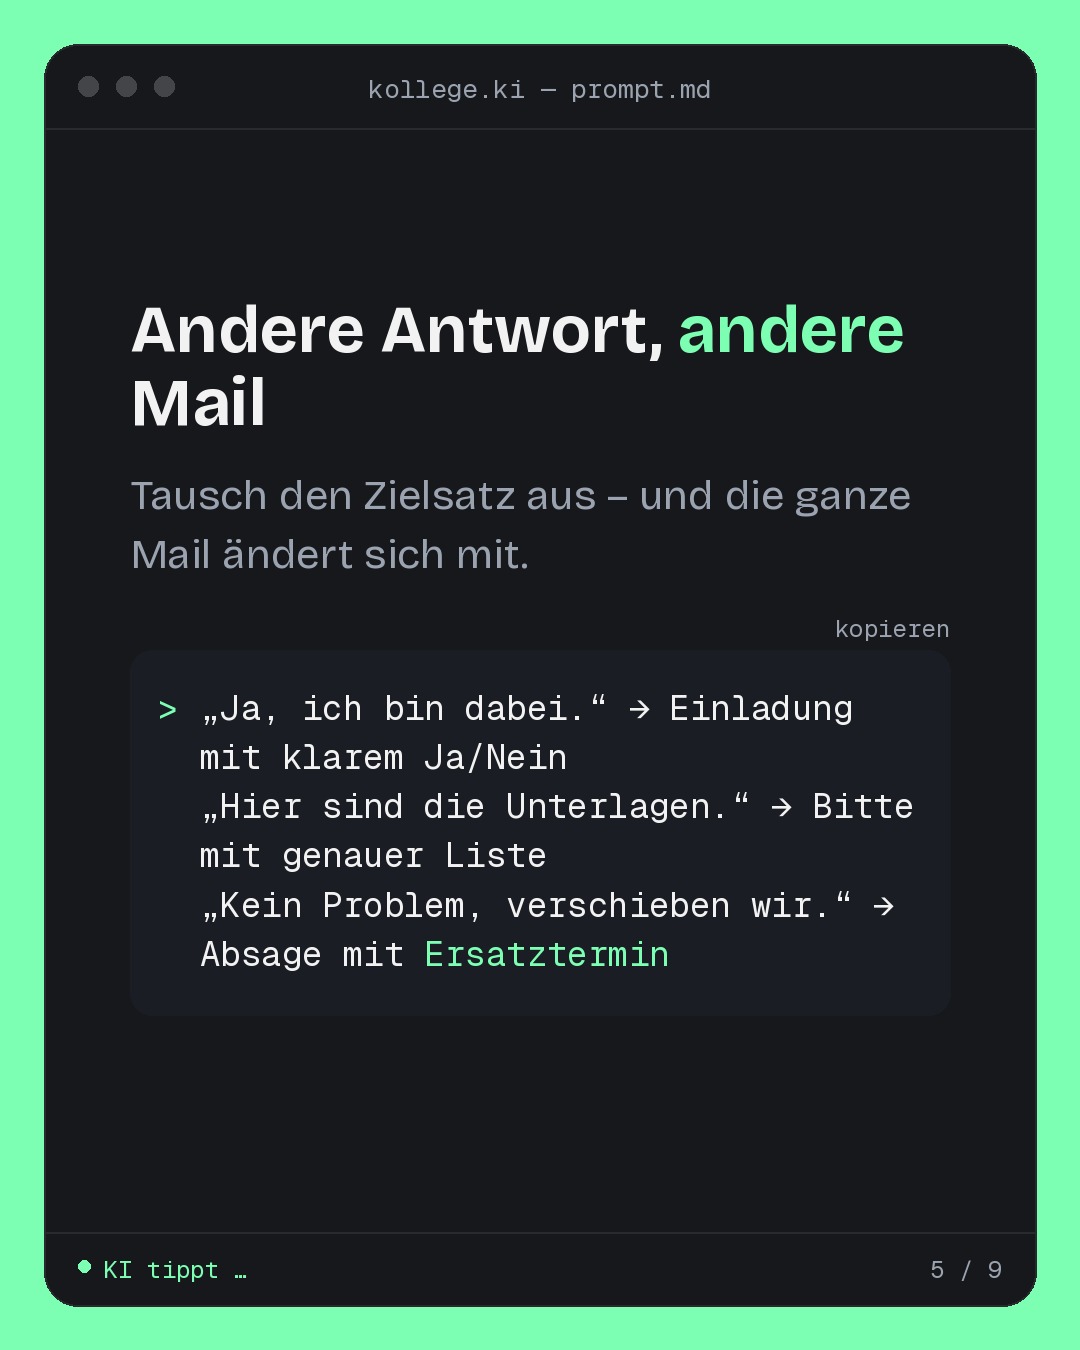 kollege.ki — prompt.md
Andere Antwort, andere
Mail
Tausch den Zielsatz aus – und die ganze
Mail ändert sich mit.
kopieren
> „Ja, ich bin dabei.“ → Einladung
mit klarem Ja/Nein
„Hier sind die Unterlagen.“ → Bitte
mit genauer Liste
„Kein Problem, verschieben wir.“ →
Absage mit Ersatztermin
KI tippt …
5 / 9